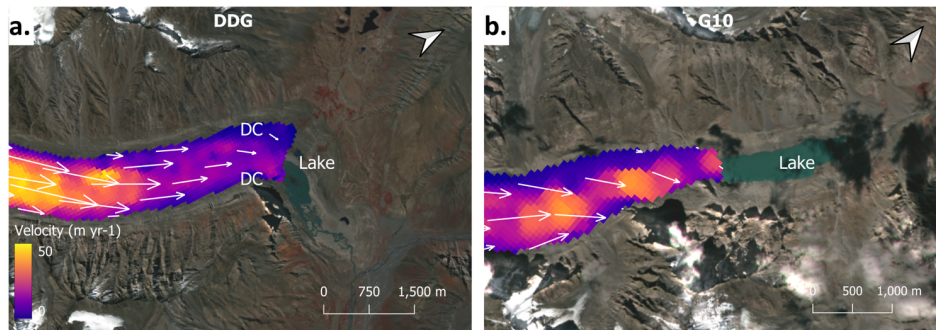 a.
DDG
DC
Lake
DC
Velocity (m yr-1)
50
0
0 750 1,500 m
b.
G10
Lake
0 500 1,000 m